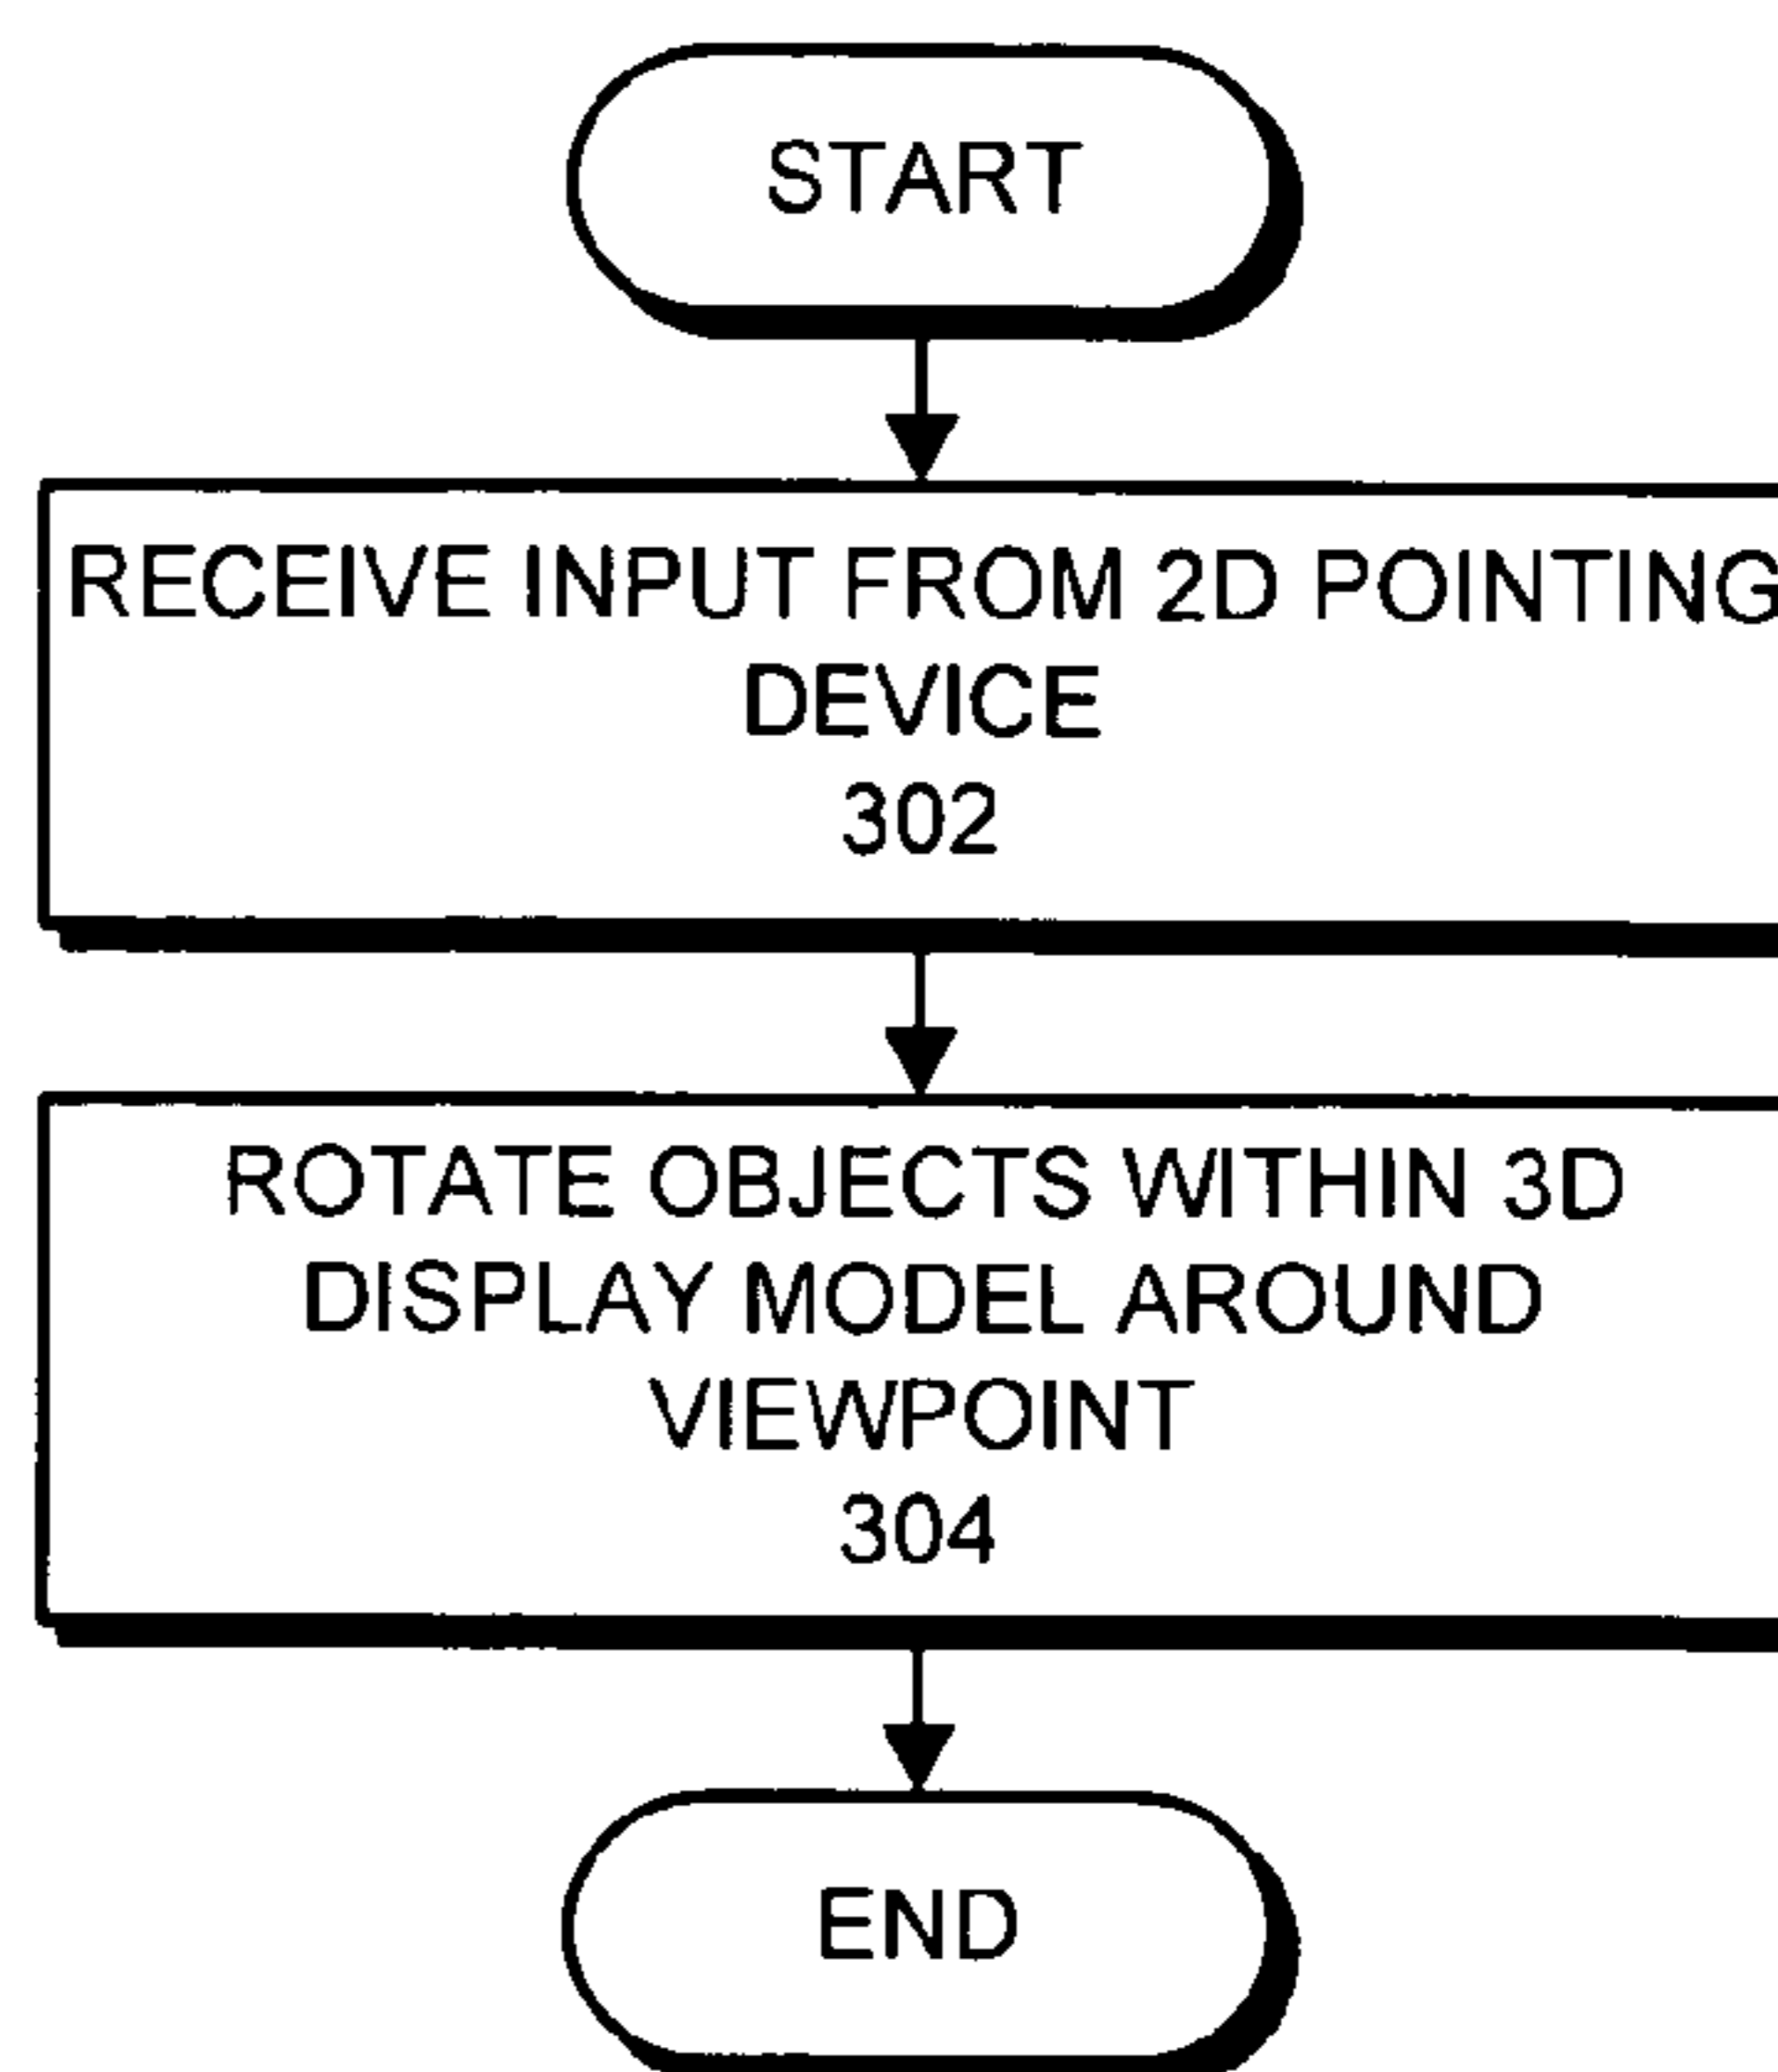 START
RECEIVE INPUT FROM 2D POINTING
DEVICE
302
ROTATE OBJECTS WITHIN 3D
DISPLAY MODEL AROUND
VIEWPOINT
304
END